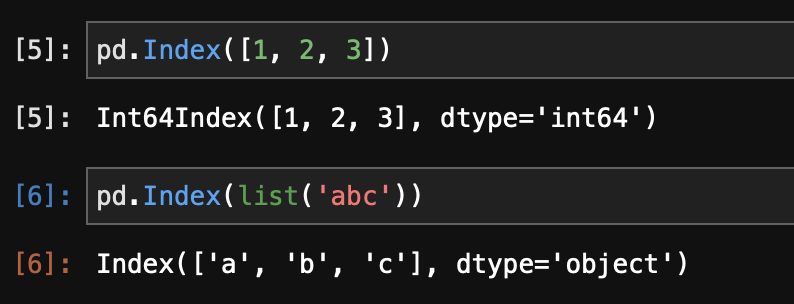 [5]: pd.Index([1, 2, 3])
[5]: Int64Index([1, 2, 3], dtype='int64')
[6]: pd.Index(list('abc'))
[6]: Index(['a', 'b', 'c'], dtype='object')